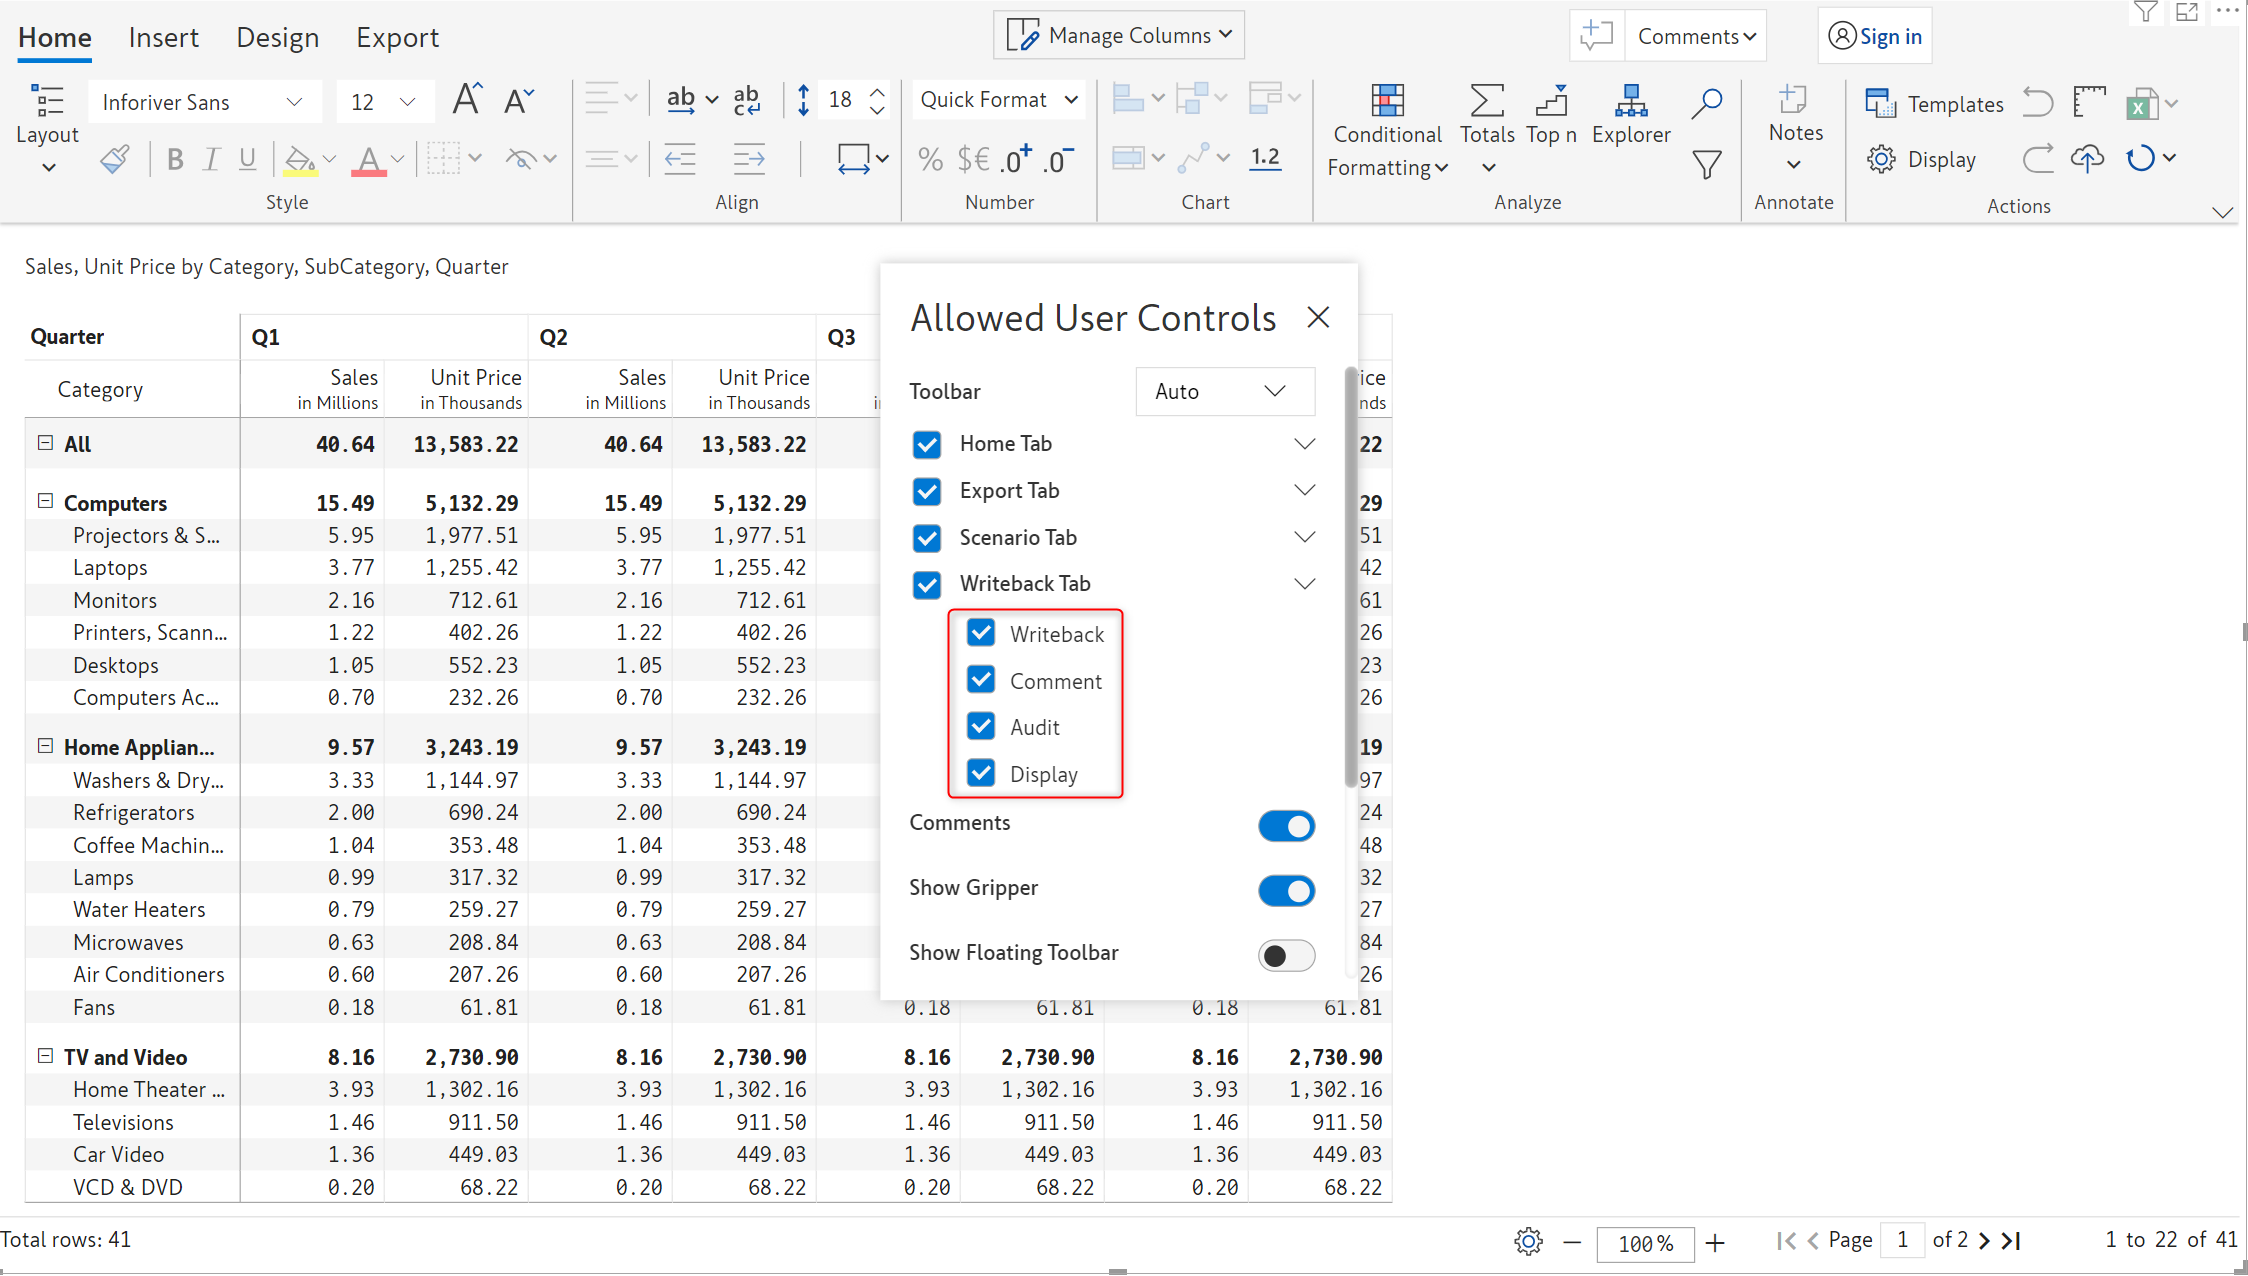 Home Insert Design Export Manage Columns Comments Sign in
Layout Inforiver Sans 12 A A ab ab c 18 Quick Format Conditional Formatting Totals Top n Explorer Notes Templates
B I U A % $€ .0+ .0- 1.2 Display
Style Align Number Chart Analyze Annotate Actions
Sales, Unit Price by Category, SubCategory, Quarter
Quarter Q1 Q2 Q3
Category Sales Unit Price Sales Unit Price ice
in Millions in Thousands in Millions in Thousands nds
All 40.64 13,583.22 40.64 13,583.22 22
Computers 15.49 5,132.29 15.49 5,132.29 29
Projectors & S... 5.95 1,977.51 5.95 1,977.51 51
Laptops 3.77 1,255.42 3.77 1,255.42 42
Monitors 2.16 712.61 2.16 712.61 61
Printers, Scann... 1.22 402.26 1.22 402.26 26
Desktops 1.05 552.23 1.05 552.23 23
Computers Ac... 0.70 232.26 0.70 232.26 26
Home Applian... 9.57 3,243.19 9.57 3,243.19 19
Washers & Dry... 3.33 1,144.97 3.33 1,144.97 97
Refrigerators 2.00 690.24 2.00 690.24 24
Coffee Machin... 1.04 353.48 1.04 353.48 48
Lamps 0.99 317.32 0.99 317.32 32
Water Heaters 0.79 259.27 0.79 259.27 27
Microwaves 0.63 208.84 0.63 208.84 84
Air Conditioners 0.60 207.26 0.60 207.26 26
Fans 0.18 61.81 0.18 61.81 0.18 61.81 0.18 61.81
TV and Video 8.16 2,730.90 8.16 2,730.90 8.16 2,730.90 8.16 2,730.90
Home Theater ... 3.93 1,302.16 3.93 1,302.16 3.93 1,302.16 3.93 1,302.16
Televisions 1.46 911.50 1.46 911.50 1.46 911.50 1.46 911.50
Car Video 1.36 449.03 1.36 449.03 1.36 449.03 1.36 449.03
VCD & DVD 0.20 68.22 0.20 68.22 0.20 68.22 0.20 68.22
Allowed User Controls
Toolbar Auto
Home Tab
Export Tab
Scenario Tab
Writeback Tab
Writeback
Comment
Audit
Display
Comments
Show Gripper
Show Floating Toolbar
Total rows: 41 100% Page 1 of 2 1 to 22 of 41